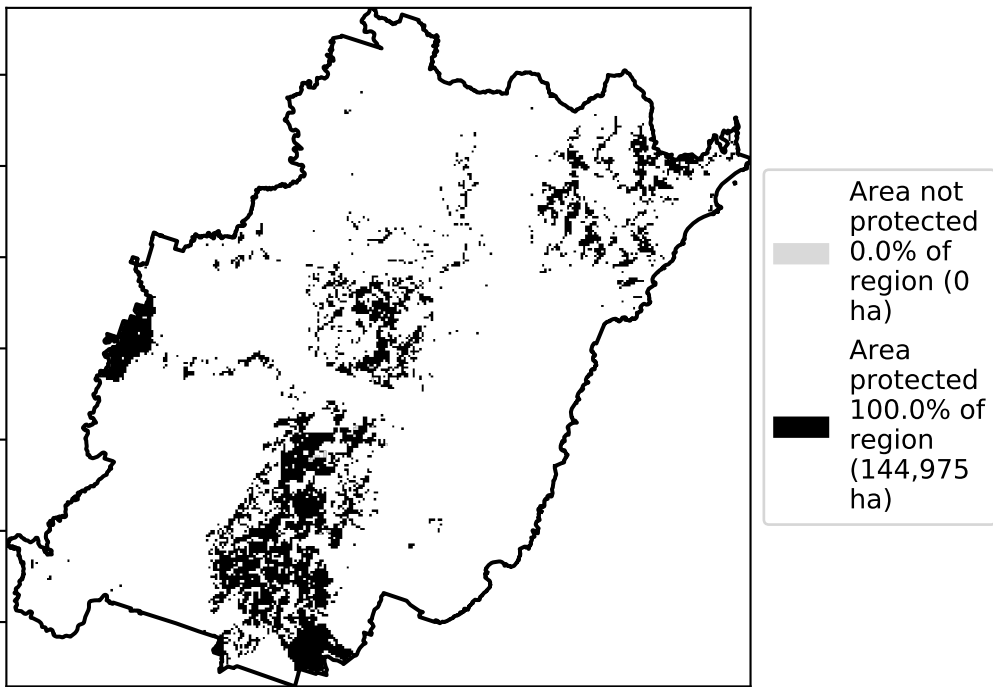 Area not
protected
0.0% of
region (0
ha)
Area
protected
100.0% of
region
(144,975
ha)